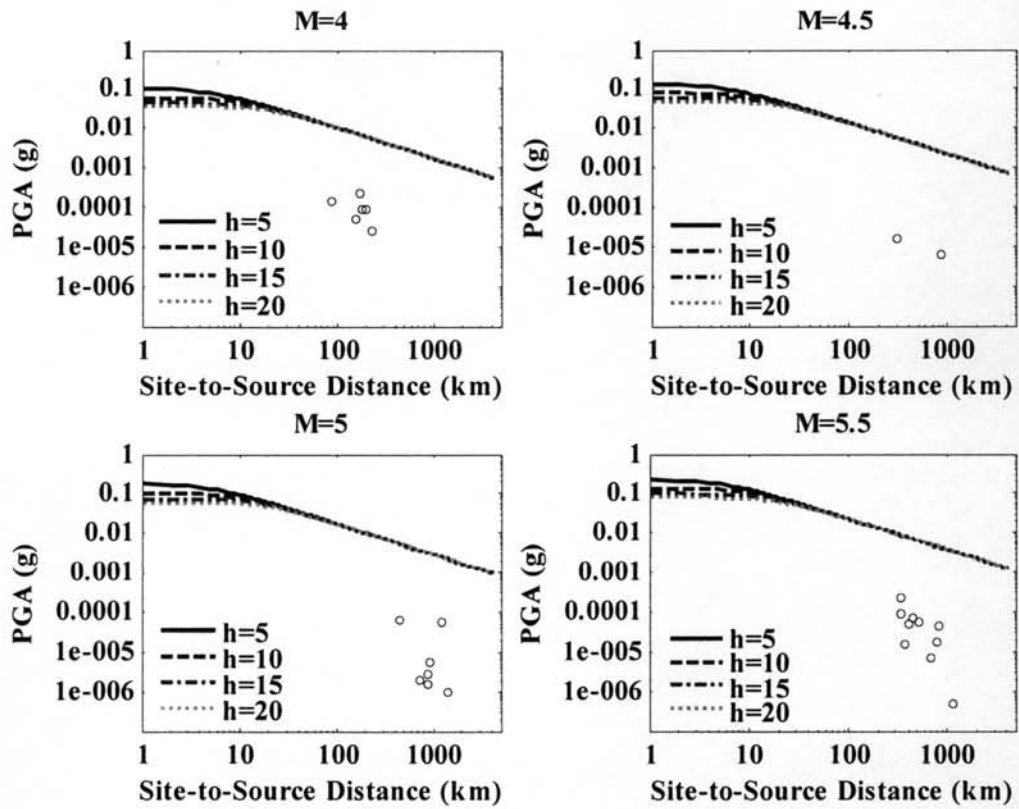 M=4
PGA (g)
1
0.1
0.01
0.001
0.0001
1e-005
1e-006
h=5
h=10
h=15
h=20
1 10 100 1000
Site-to-Source Distance (km)
M=4.5
PGA (g)
1
0.1
0.01
0.001
0.0001
1e-005
1e-006
h=5
h=10
h=15
h=20
1 10 100 1000
Site-to-Source Distance (km)
M=5
PGA (g)
1
0.1
0.01
0.001
0.0001
1e-005
1e-006
h=5
h=10
h=15
h=20
1 10 100 1000
Site-to-Source Distance (km)
M=5.5
PGA (g)
1
0.1
0.01
0.001
0.0001
1e-005
1e-006
h=5
h=10
h=15
h=20
1 10 100 1000
Site-to-Source Distance (km)